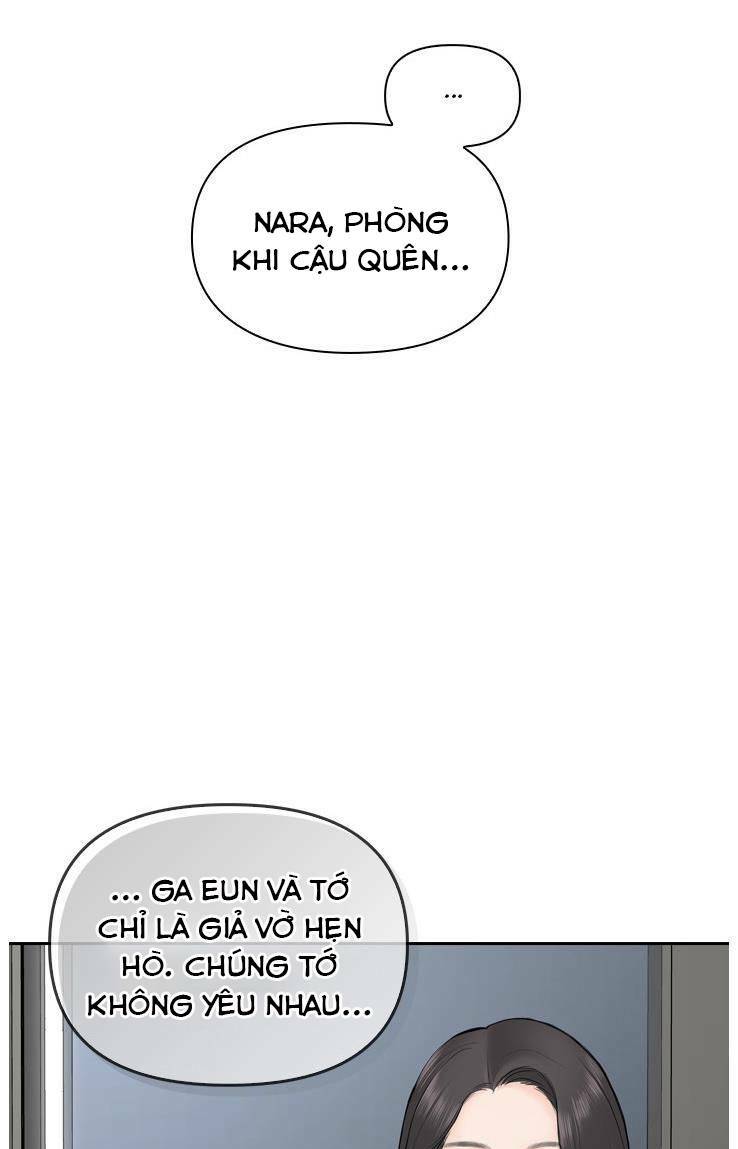 ...
NARA, PHÒNG
KHI CẬU QUÊN...
... GA EUN VÀ TỚ
CHỈ LÀ GIẢ VỜ HẸN
HÒ. CHÚNG TỚ
KHÔNG YÊU NHAU...